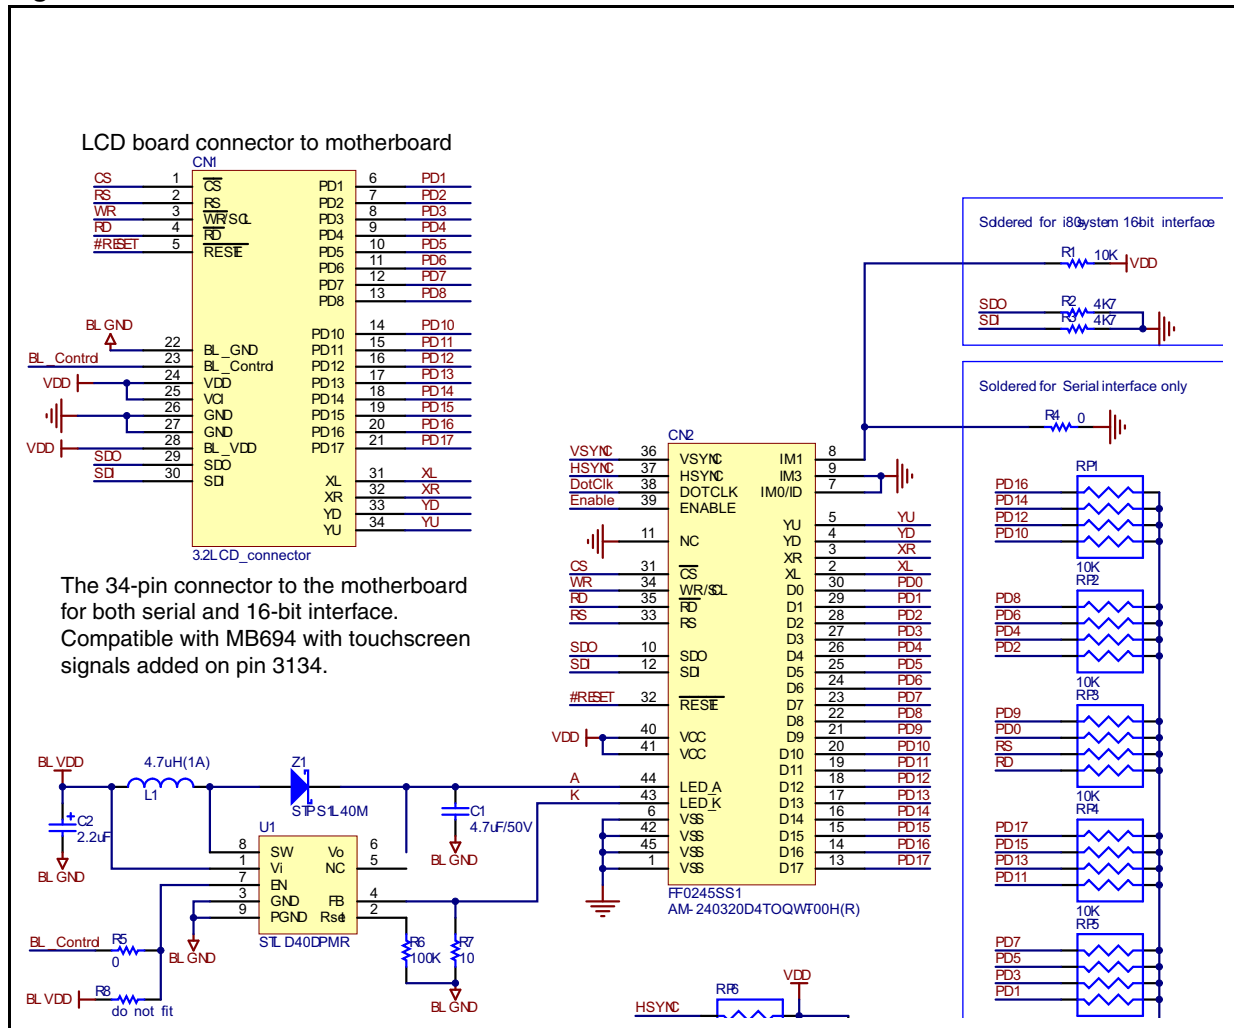 LCD board connector to motherboard
CN1
CS 1 CS PD1 6 PD1
RS 2 RS PD2 7 PD2
WR 3 WR/SCL PD3 8 PD3
RD 4 RD PD4 9 PD4
#RESET 5 RESTE PD5 10 PD5
PD6 11 PD6
PD7 12 PD7
PD8 13 PD8
BL GND
PD10 14 PD10
22 BL_GND PD11 15 PD11
BL_Control 23 BL_Control PD12 16 PD12
VDD 24 VDD PD13 17 PD13
25 VCI PD14 18 PD14
26 GND PD15 19 PD15
27 GND PD16 20 PD16
VDD 28 BL_VDD PD17 21 PD17
SDO 29 SDO
SDI 30 SDI XL 31 XL
XR 32 XR
YD 33 YD
YU 34 YU
3.2LCD_connector
The 34-pin connector to the motherboard
for both serial and 16-bit interface.
Compatible with MB694 with touchscreen
signals added on pin 3134.
Soldered for i80system 16-bit interface
R1 10K VDD
SDO R2 4K7
SDI R3 4K7
Soldered for Serial interface only
R4 0
CN2
VSYNC 36 VSYNC IM1 8
HSYNC 37 HSYNC IM3 9
DotClk 38 DOTCLK IM0/ID 7
Enable 39 ENABLE
YU 5 YU
11 NC YD 4 YD
XR 3 XR
CS 31 CS XL 2 XL
WR 34 WR/SCL D0 30 PD0
RD 35 RD D1 29 PD1
RS 33 RS D2 28 PD2
D3 27 PD3
SDO 10 SDO D4 26 PD4
SDI 12 SDI D5 25 PD5
D6 24 PD6
#RESET 32 RESTE D7 23 PD7
D8 22 PD8
VDD 40 VCC D9 21 PD9
41 VCC D10 20 PD10
D11 19 PD11
A 44 LED_A D12 18 PD12
K 43 LED_K D13 17 PD13
6 VSS D14 16 PD14
42 VSS D15 15 PD15
45 VSS D16 14 PD16
1 VSS D17 13 PD17
FF0245SS1
AM-240320D4TOQWT-00H(R)
RP1
PD16
PD14
PD12
PD10
10K
RP2
PD8
PD6
PD4
PD2
10K
RP3
PD9
PD0
RS
RD
10K
RP4
PD17
PD15
PD13
PD11
10K
RP5
PD7
PD5
PD3
PD1
BL VDD
4.7uH(1A)
L1
Z1
STPS1L40M
C1
4.7uF/50V
BL GND
+
C2
2.2uF
BL GND
U1
8 SW Vo 6
1 Vi NC 5
7 EN
3 GND FB 4
9 PGND Rset 2
STLD40DPMR
BL_Control R5
0
BL GND
R6
100K
R7
10
BL GND
BL VDD R8
do not fit
VDD
RP6
HSYNC